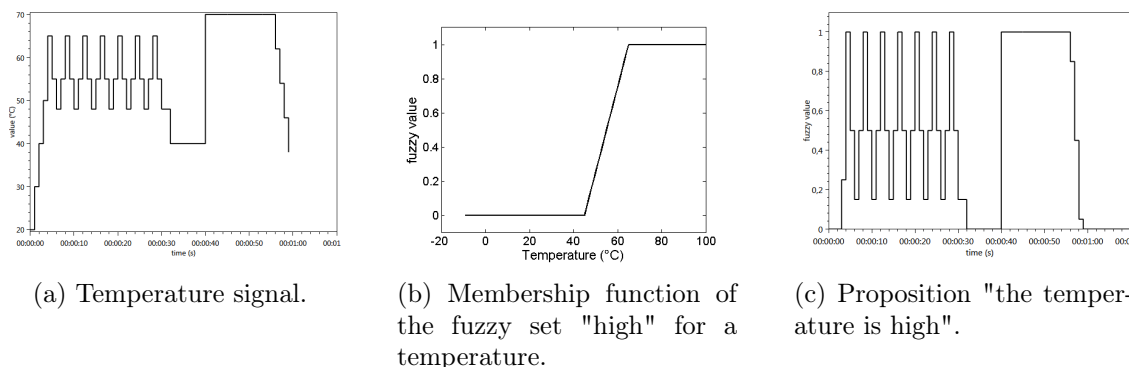 70
60
50
40
30
20
value (°C)
00:00:00 00:00:10 00:00:20 00:00:30 00:00:40 00:00:50 00:01:00 00:01
time (s)
(a) Temperature signal.
1
0.8
0.6
0.4
0.2
0
fuzzy value
-20 0 20 40 60 80 100
Temperature (°C)
(b) Membership function of
the fuzzy set "high" for a
temperature.
1
0,8
0,6
0,4
0,2
0
fuzzy value
00:00:00 00:00:10 00:00:20 00:00:30 00:00:40 00:00:50 00:01:00 00:0
time (s)
(c) Proposition "the temper-
ature is high".